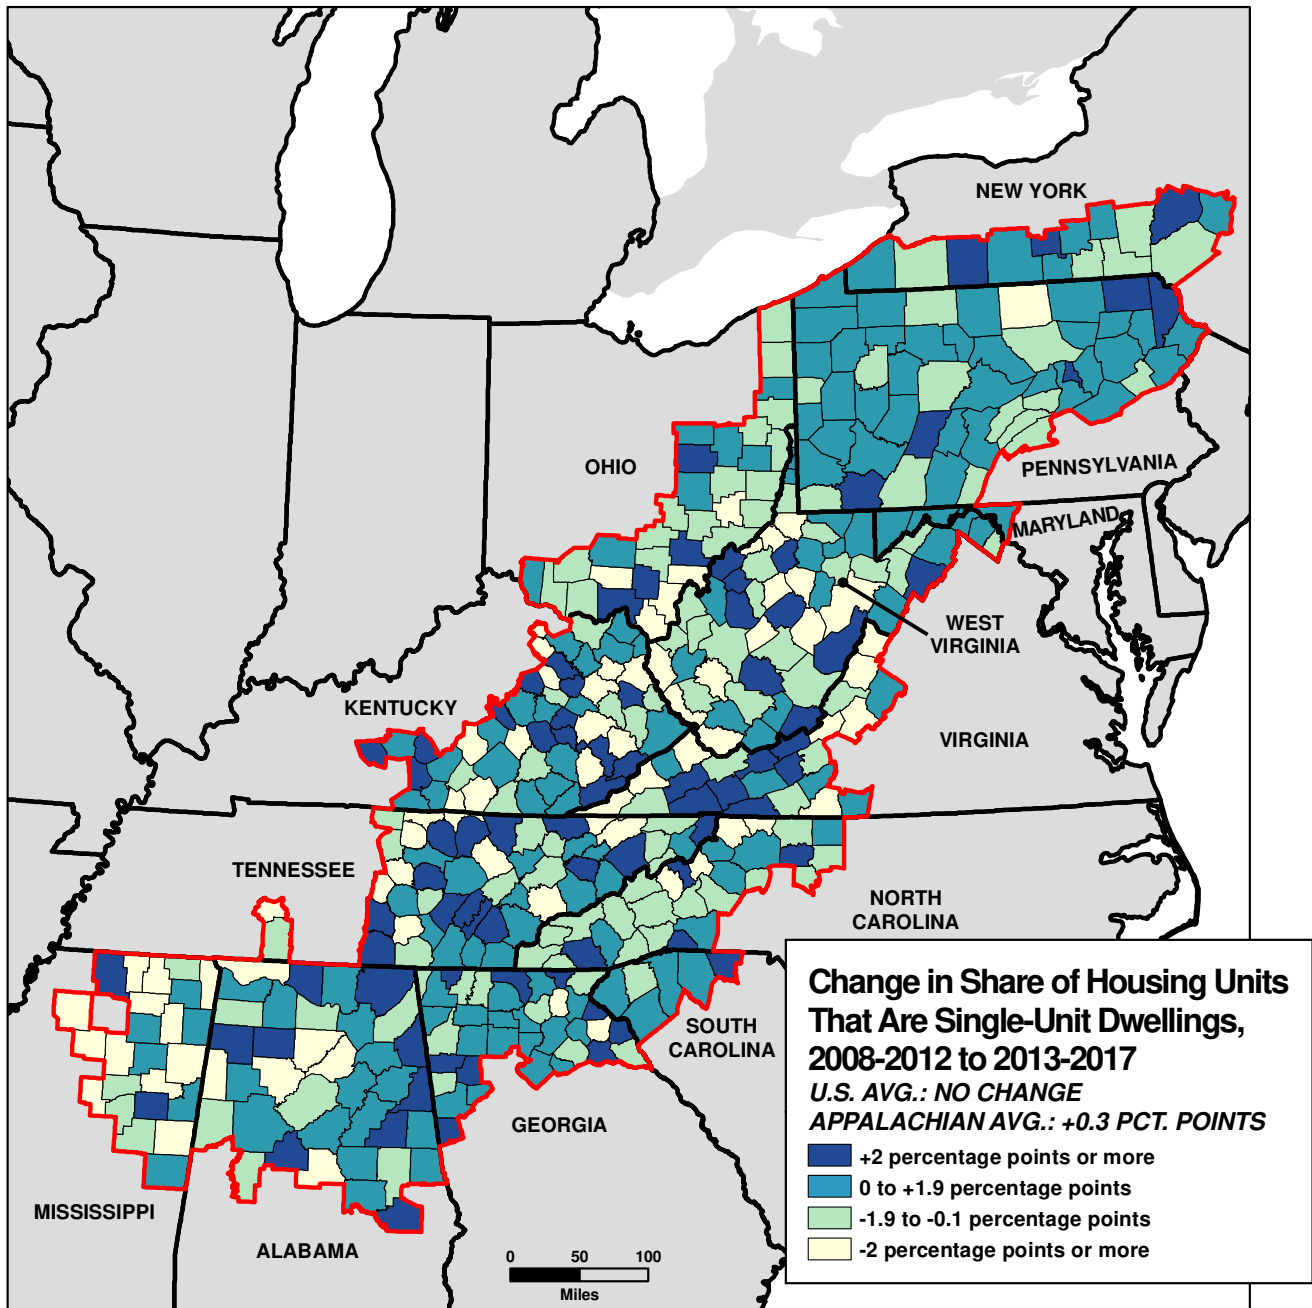 NEW YORK
OHIO
PENNSYLVANIA
MARYLAND
WEST
VIRGINIA
KENTUCKY
VIRGINIA
TENNESSEE
NORTH
CAROLINA
SOUTH
CAROLINA
GEORGIA
MISSISSIPPI
ALABAMA
0 50 100
Miles
Change in Share of Housing Units
That Are Single-Unit Dwellings,
2008-2012 to 2013-2017
U.S. AVG.: NO CHANGE
APPALACHIAN AVG.: +0.3 PCT. POINTS
+2 percentage points or more
0 to +1.9 percentage points
-1.9 to -0.1 percentage points
-2 percentage points or more